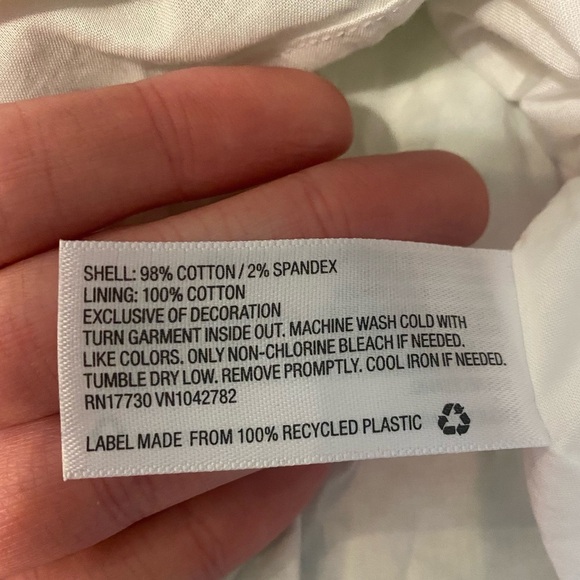 SHELL: 98% COTTON / 2% SPANDEX
LINING: 100% COTTON
EXCLUSIVE OF DECORATION
TURN GARMENT INSIDE OUT. MACHINE WASH COLD WITH
LIKE COLORS. ONLY NON-CHLORINE BLEACH IF NEEDED.
TUMBLE DRY LOW. REMOVE PROMPTLY. COOL IRON IF NEEDED.
RN17730 VN1042782
LABEL MADE FROM 100% RECYCLED PLASTIC